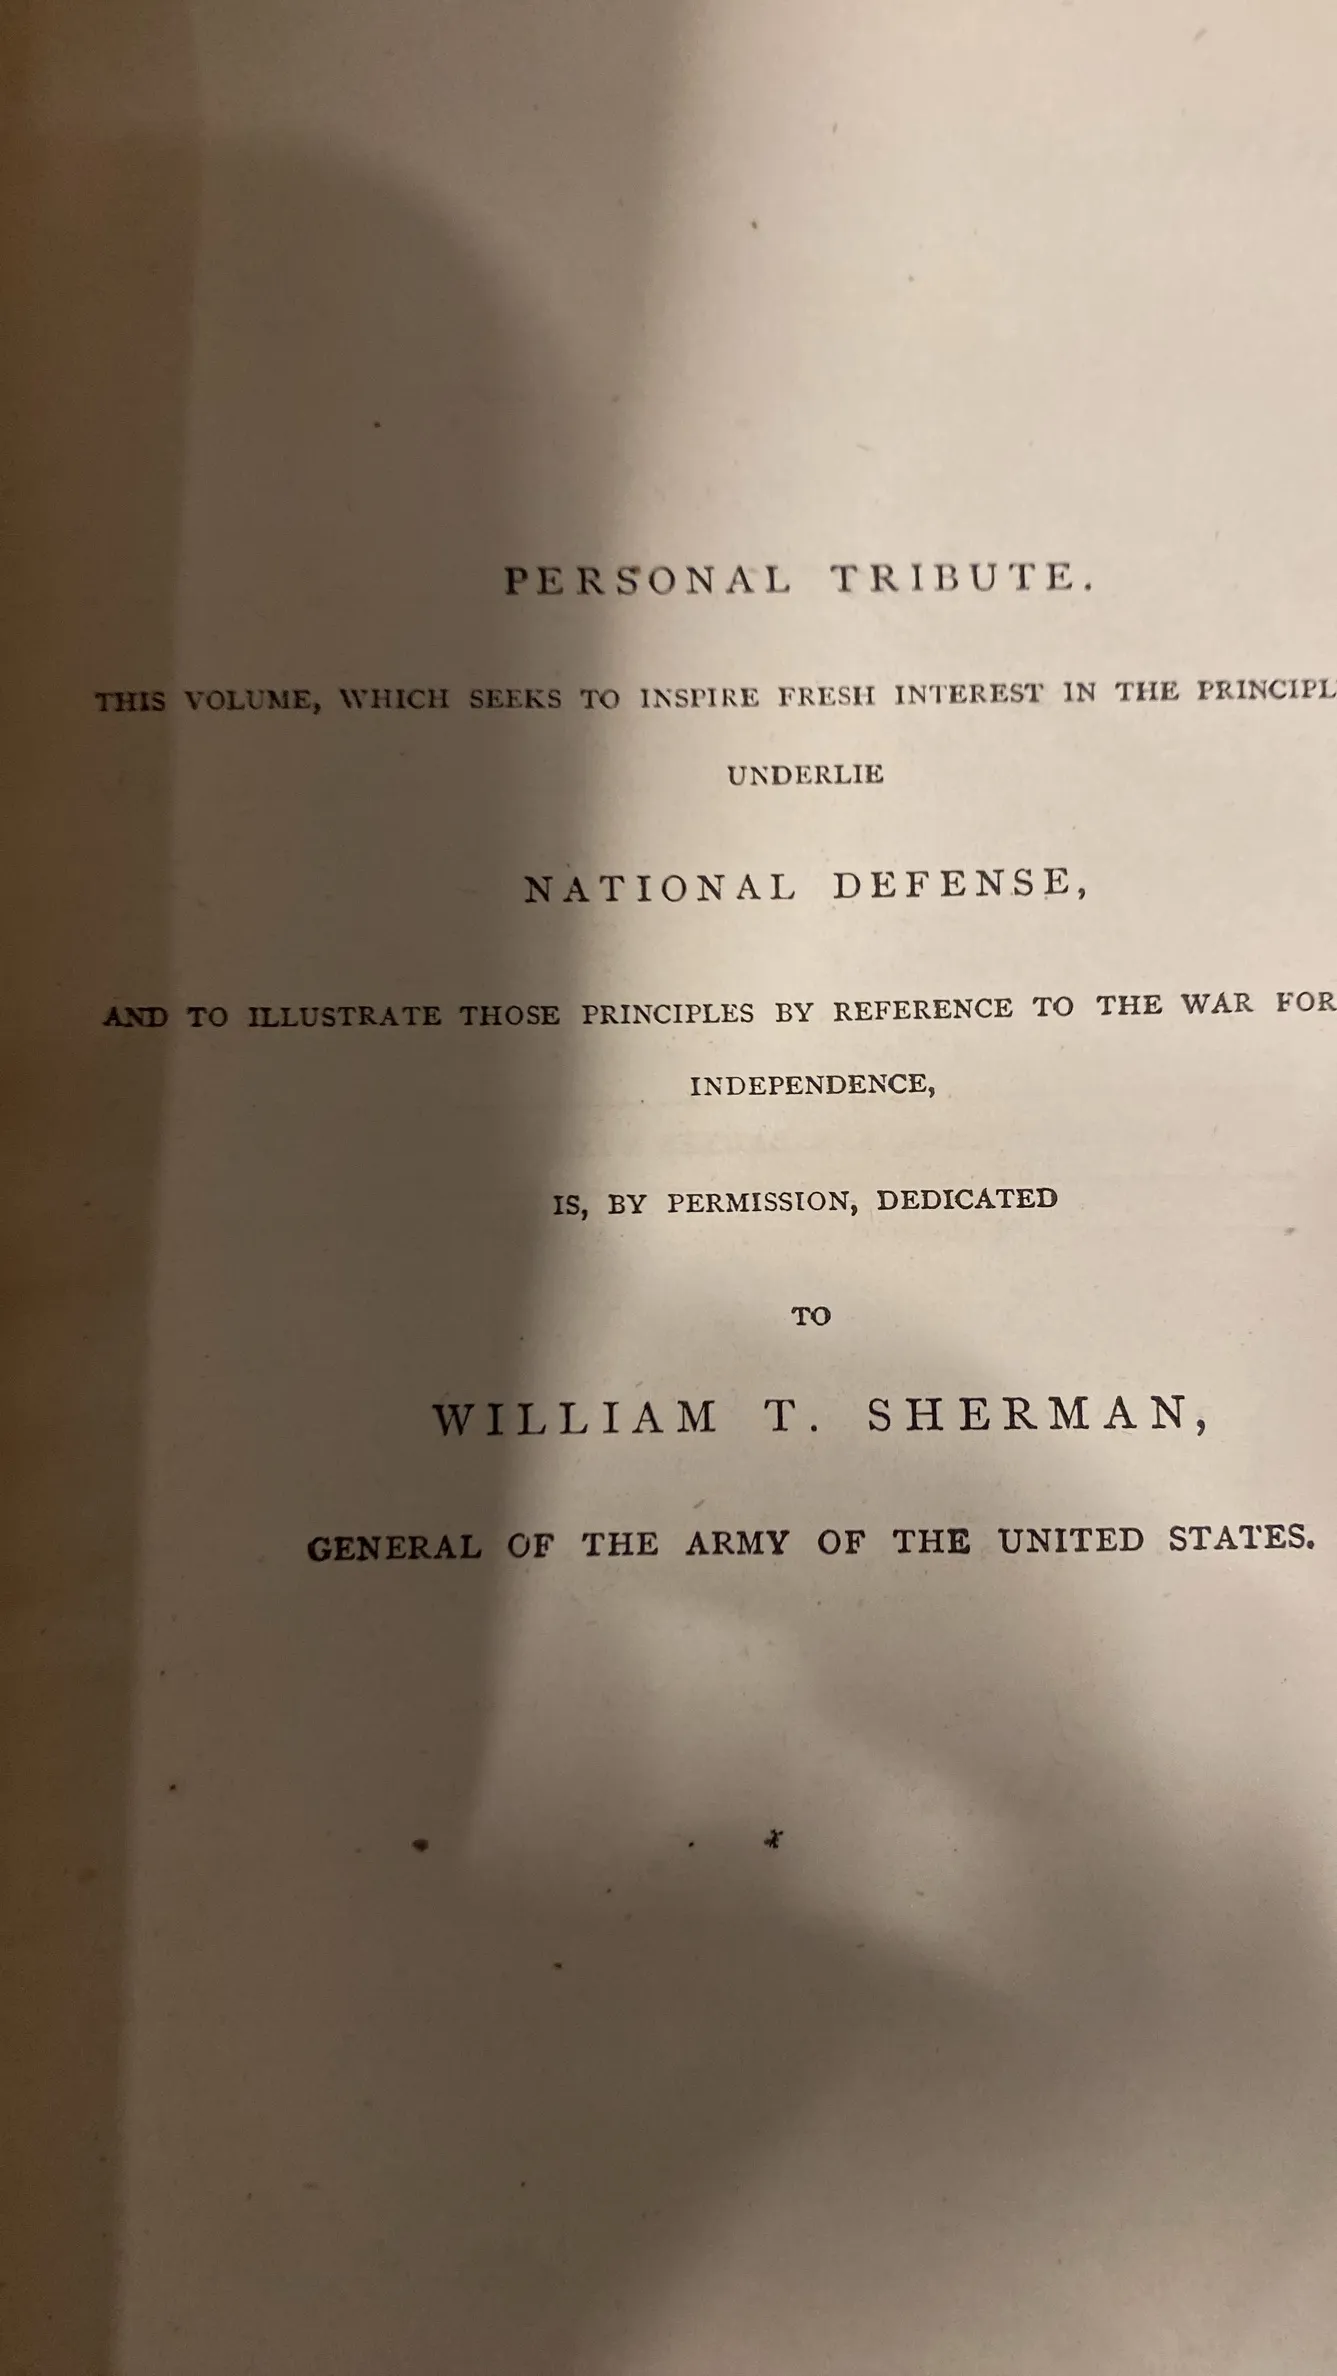 PERSONAL TRIBUTE.
THIS VOLUME, WHICH SEEKS TO INSPIRE FRESH INTEREST IN THE PRINCIPL
UNDERLIE
NATIONAL DEFENSE,
AND TO ILLUSTRATE THOSE PRINCIPLES BY REFERENCE TO THE WAR FOR
INDEPENDENCE,
IS, BY PERMISSION, DEDICATED
TO
WILLIAM T. SHERMAN,
GENERAL OF THE ARMY OF THE UNITED STATES.